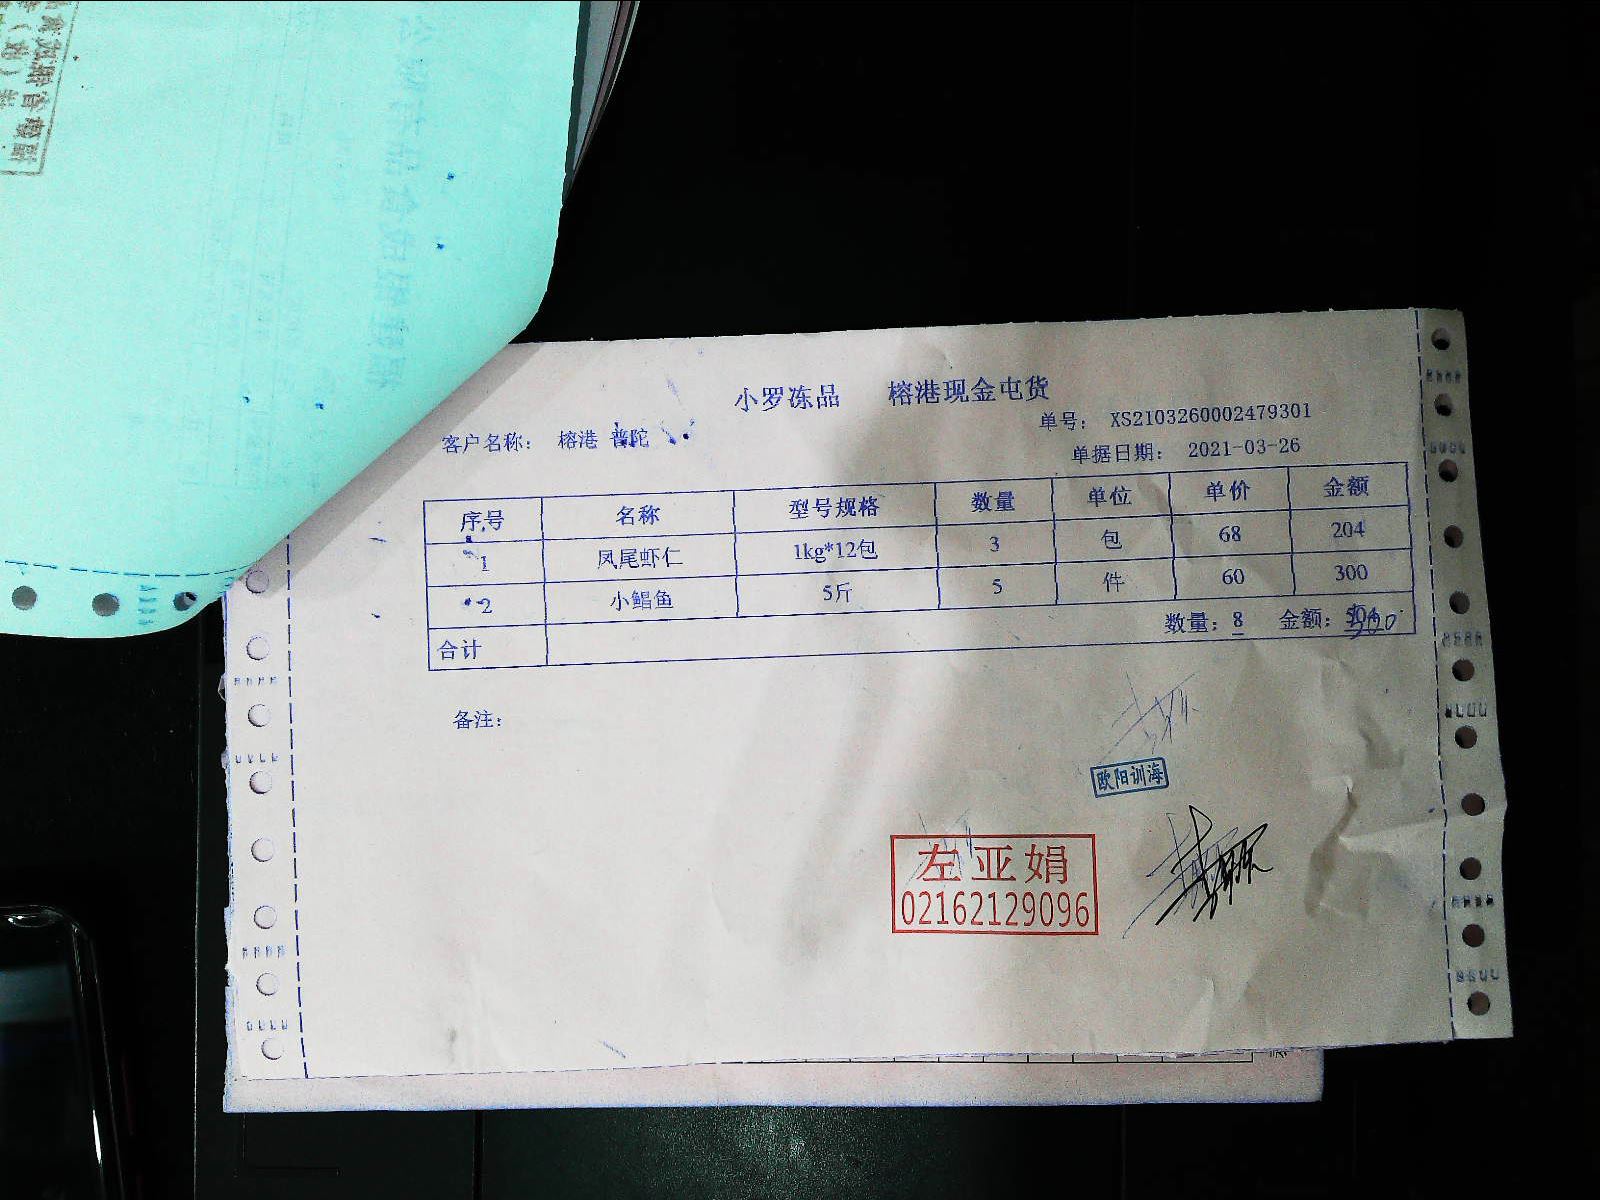 小罗冻品 榕港现金屯货
单号： XS2103260002479301
客户名称： 榕港 普陀
单据日期： 2021-03-26
序号 名称 型号规格 数量 单位 单价 金额
1 凤尾虾仁 1kg*12包 3 包 68 204
2 小鲳鱼 5斤 5 件 60 300
合计 数量：8 金额：504
备注：
欧阳训海
左亚娟
02162129096